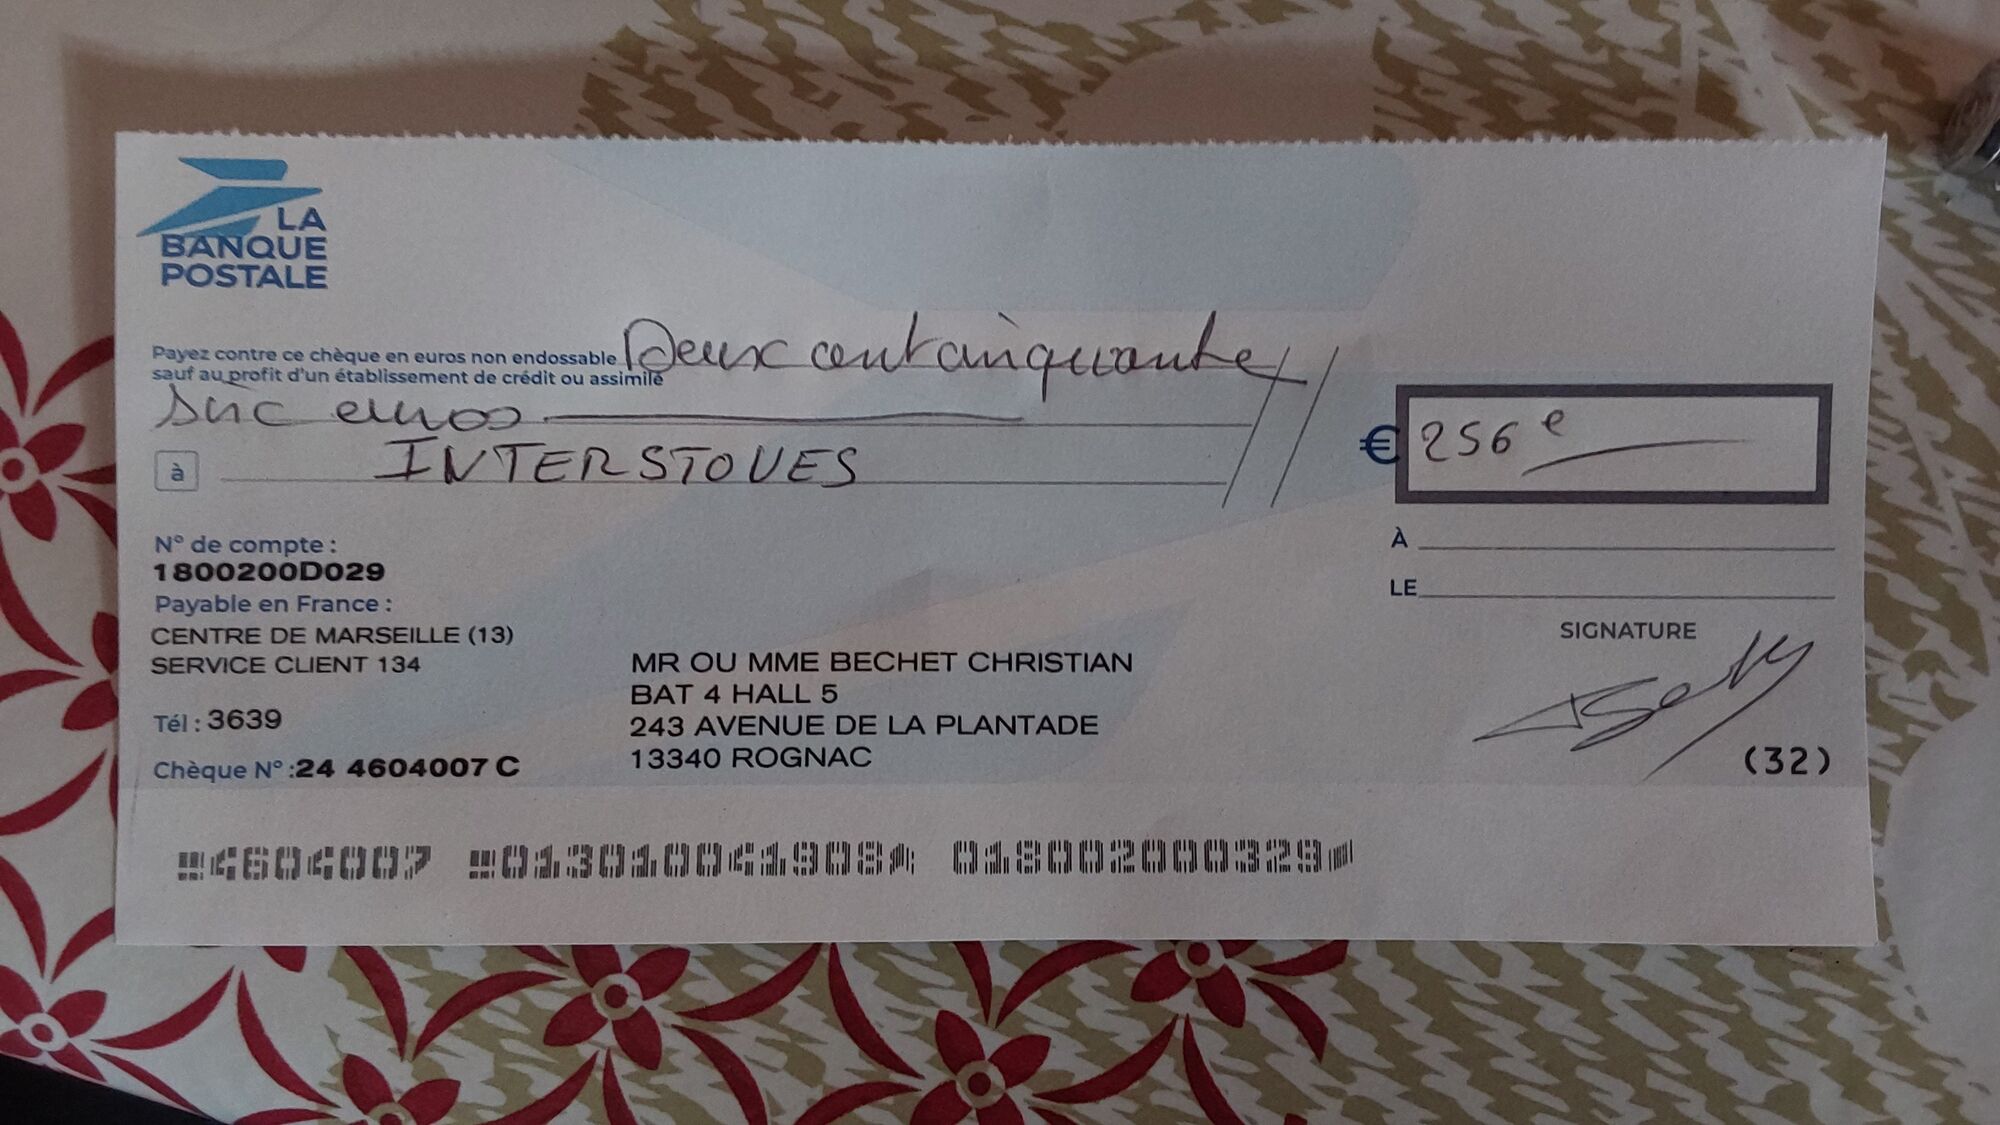 LA
BANQUE
POSTALE
Payez contre ce chèque en euros non endossable Deux cent cinquante
sauf au profit d'un établissement de crédit ou assimilé
six euros
à INTERSTOVES
€ 256 e
N° de compte :
1800200D029
Payable en France :
CENTRE DE MARSEILLE (13)
SERVICE CLIENT 134
Tél : 3639
Chèque N° :24 4604007 C
MR OU MME BECHET CHRISTIAN
BAT 4 HALL 5
243 AVENUE DE LA PLANTADE
13340 ROGNAC
À
LE
SIGNATURE
(32)
4604007 013010041908 018002000329